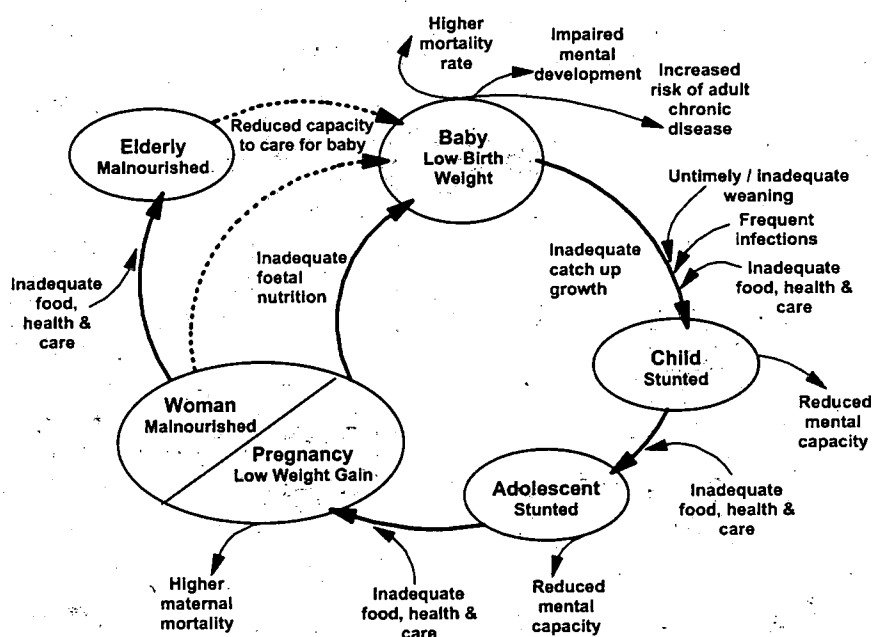 Higher
mortality
rate
Impaired
mental
development
Increased
risk of adult
chronic
disease
Elderly
Malnourished
Reduced capacity
to care for baby
Baby
Low Birth
Weight
Untimely / inadequate
weaning
Frequent
infections
Inadequate
food, health &
care
Inadequate
catch up
growth
Inadequate
foetal
nutrition
Inadequate
food,
health &
care
Child
Stunted
Reduced
mental
capacity
Woman
Malnourished
Pregnancy
Low Weight Gain
Adolescent
Stunted
Inadequate
food, health &
care
Higher
maternal
mortality
Inadequate
food, health &
care
Reduced
mental
capacity